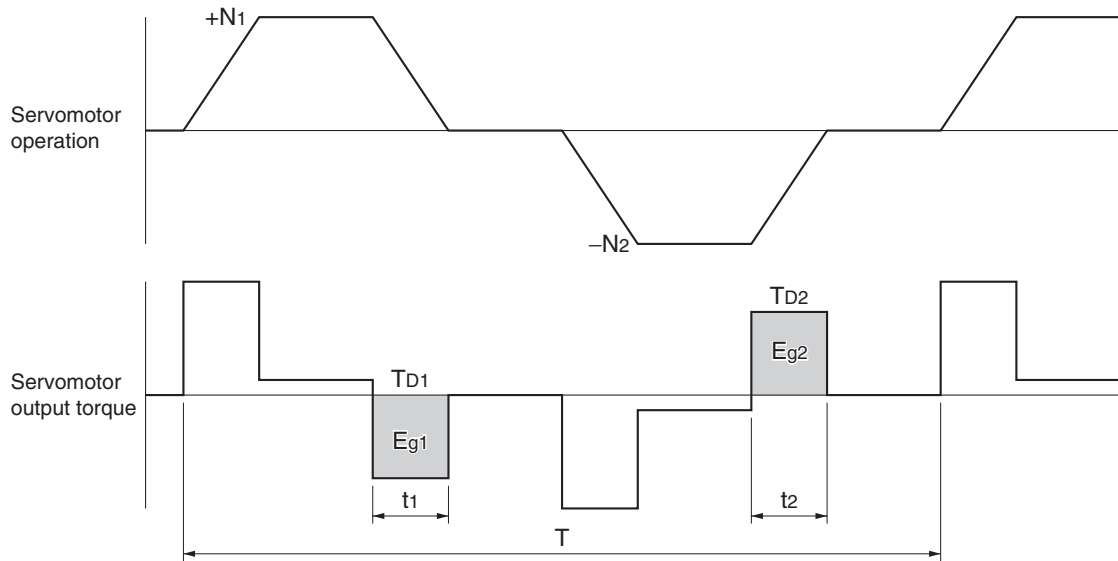 +N1
Servomotor
operation
–N2
TD2
Eg2
Servomotor
output torque
TD1
Eg1
t1
t2
T